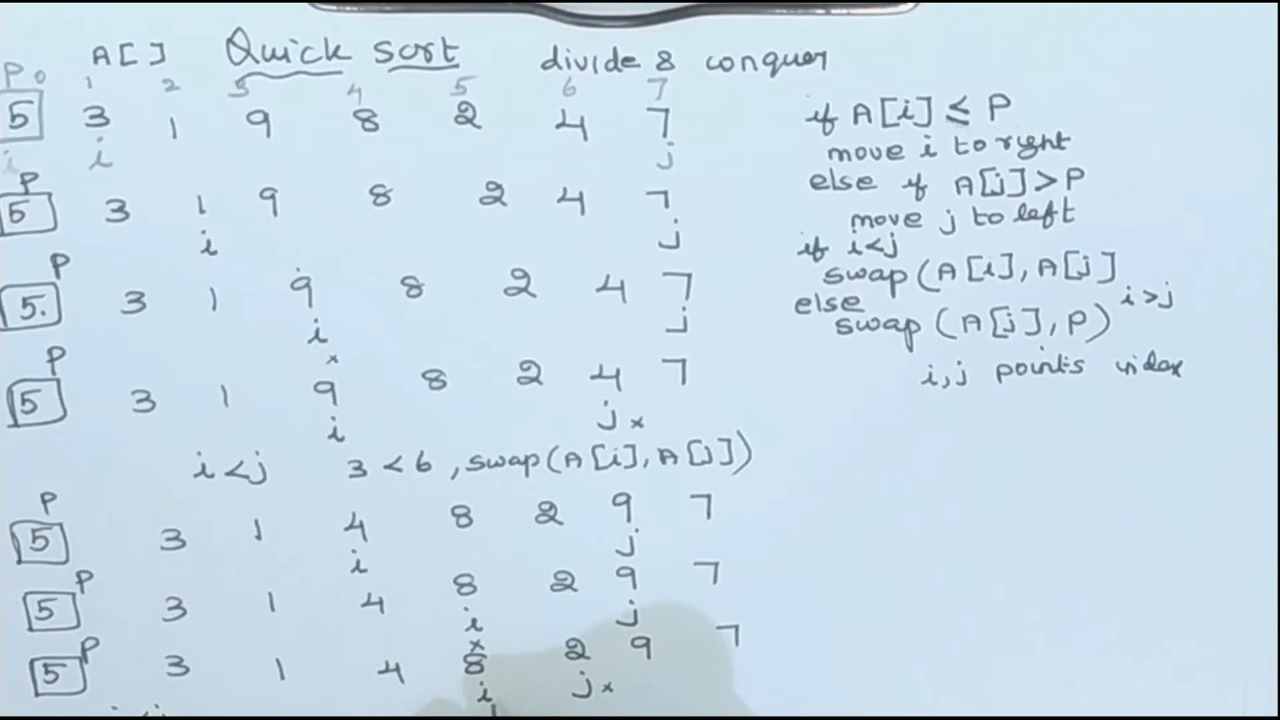 A[ ] Quick sort divide & conquer
P 0 1 2 3 4 5 6 7
5 3 1 9 8 2 4 7
i i j
P
5 3 1 9 8 2 4 7
i j
P
5. 3 1 9 8 2 4 7
i j
x
P
5 3 1 9 8 2 4 7
i j x
i<j 3<6, swap(A[i], A[j])
P
5 3 1 4 8 2 9 7
i j
P
5 3 1 4 8 2 9 7
i j
x
P
5 3 1 4 8 2 9 7
i j x
if A[i] ≤ P
move i to right
else if A[j]>P
move j to left
if i<j
swap(A[i], A[j]
else i>j
swap(A[j], P)
i,j points index